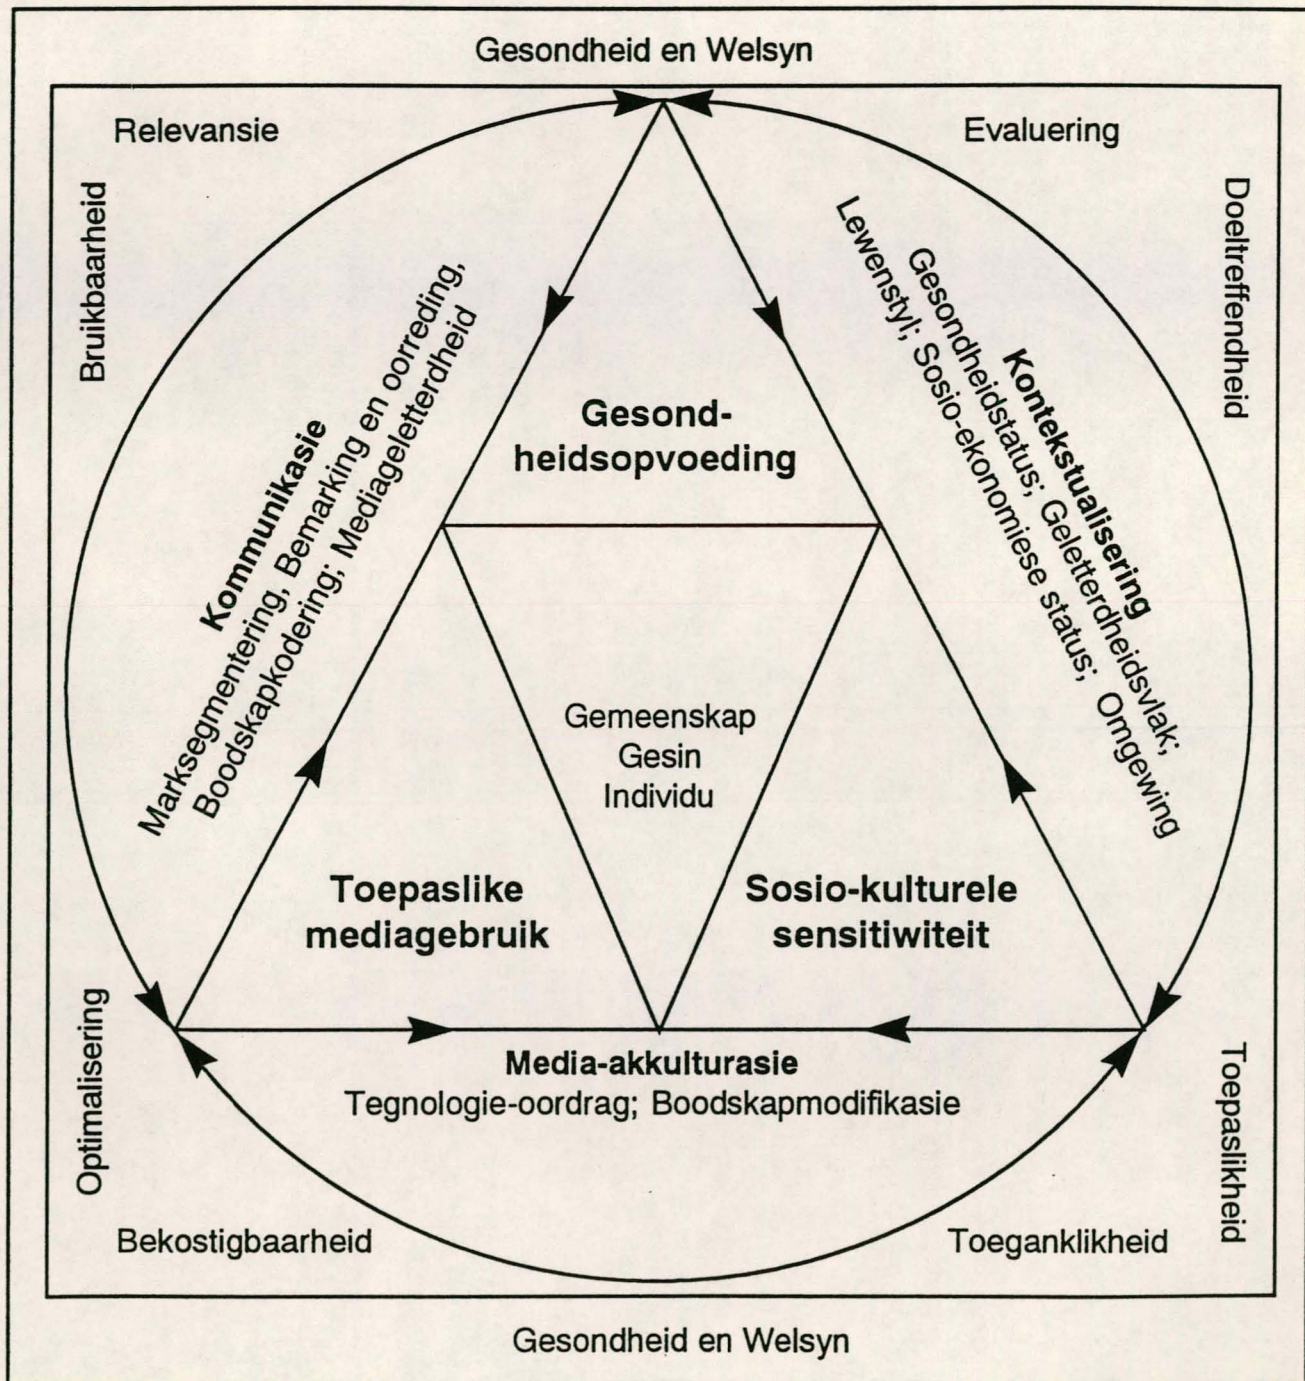 Gesondheid en Welsyn
Relevansie
Evaluering
Bruikbaarheid
Doeltreffendheid
Kommunikasie
Marksegmentering, Bemarking en oorreding,
Boodskapkodering; Mediageletterdheid
Kontekstualisering
Gesondheidstatus; Geletterdheidsvlak;
Lewenstyl; Sosio-ekonomiese status; Omgewing
Gesond-
heidsopvoeding
Gemeenskap
Gesin
Individu
Toepaslike
mediagebruik
Sosio-kulturele
sensitiwiteit
Media-akkulturasie
Tegnologie-oordrag; Boodskapmodifikasie
Optimalisering
Toepaslikheid
Bekostigbaarheid
Toeganklikheid
Gesondheid en Welsyn